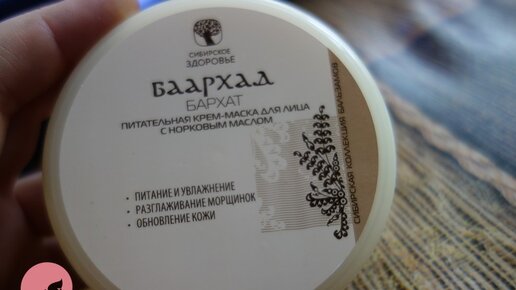 СИБИРСКОЕ
ЗДОРОВЬЕ
БААРХАД
БАРХАТ
ПИТАТЕЛЬНАЯ КРЕМ-МАСКА ДЛЯ ЛИЦА
С НОРКОВЫМ МАСЛОМ
• ПИТАНИЕ И УВЛАЖНЕНИЕ
• РАЗГЛАЖИВАНИЕ МОРЩИНОК
• ОБНОВЛЕНИЕ КОЖИ
СИБИРСКАЯ КОЛЛЕКЦИЯ БАЛЬЗАМОВ